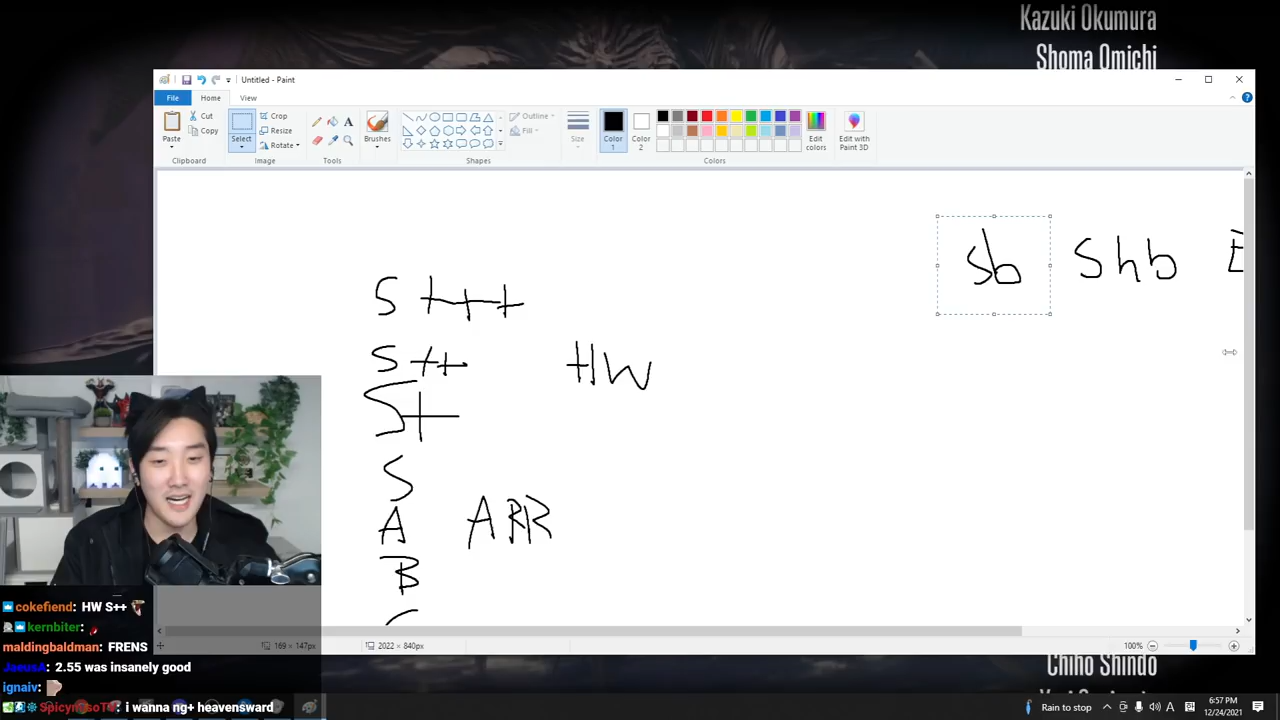 Kazuki Okumura
Shoma Omichi
Untitled - Paint
File
Home
View
Paste
Cut
Copy
Select
Crop
Resize
Rotate
Brushes
Outline
Fill
Size
Color 1
Color 2
Edit colors
Edit with Paint 3D
Clipboard
Image
Tools
Shapes
Colors
Sb Shb E
S+++
S++ HW
S+
S
A ARR
B
cokefiend: HW S++
kernbiter:
maldingbaldman: FRENS
JaeusA: 2.55 was insanely good
ignaiv:
SpicymisoTV: i wanna ng+ heavensward
169 × 147px
2022 × 840px
100%
Chiho Shindo
Rain to stop
6:57 PM
12/24/2021